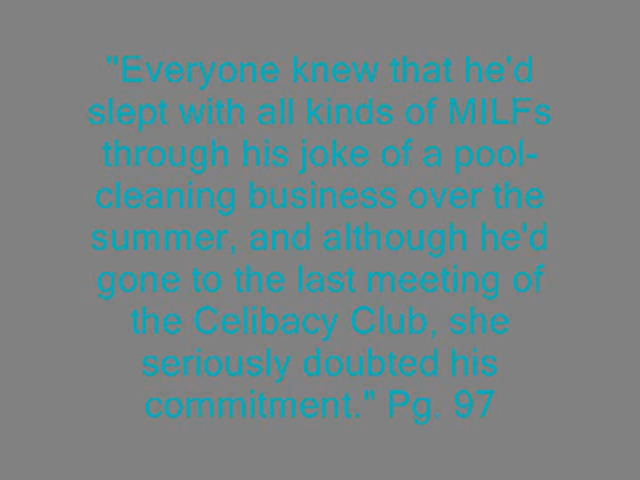 "Everyone knew that he'd
slept with all kinds of MILFs
through his joke of a pool-
cleaning business over the
summer, and although he'd
gone to the last meeting of
the Celibacy Club, she
seriously doubted his
commitment." Pg. 97